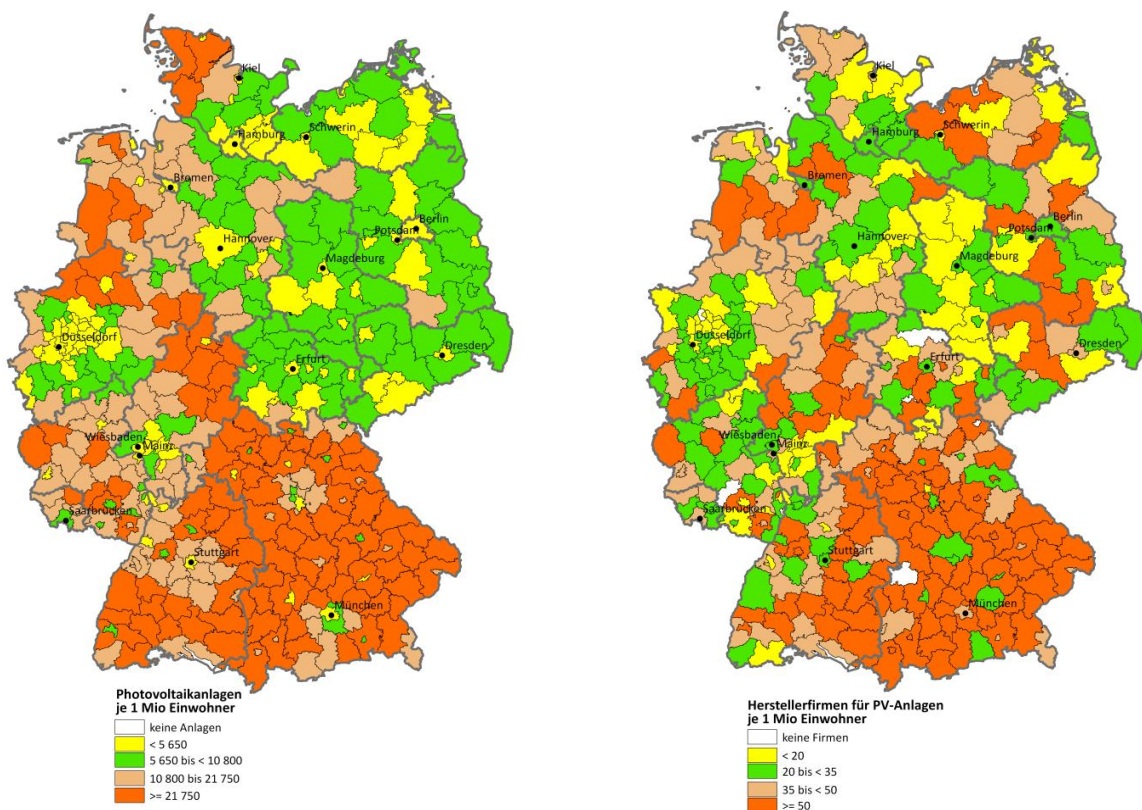 Kiel
Hamburg
Schwerin
Bremen
Berlin
Potsdam
Hannover
Magdeburg
Düsseldorf
Erfurt
Dresden
Wiesbaden
Mainz
Saarbrücken
Stuttgart
München
Photovoltaikanlagen
je 1 Mio Einwohner
keine Anlagen
< 5 650
5 650 bis < 10 800
10 800 bis 21 750
>= 21 750
Kiel
Hamburg
Schwerin
Bremen
Berlin
Potsdam
Hannover
Magdeburg
Düsseldorf
Erfurt
Dresden
Wiesbaden
Mainz
Saarbrücken
Stuttgart
München
Herstellerfirmen für PV-Anlagen
je 1 Mio Einwohner
keine Firmen
< 20
20 bis < 35
35 bis < 50
>= 50